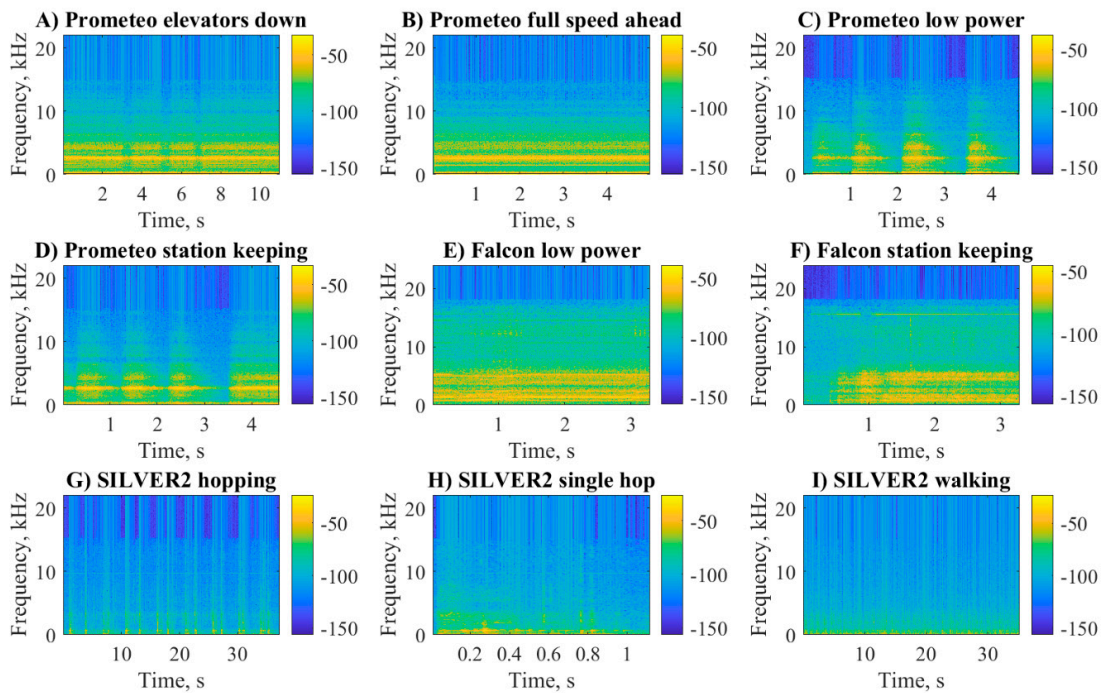 A) Prometeo elevators down
B) Prometeo full speed ahead
C) Prometeo low power
Frequency, kHz
20
10
0
2 4 6 8 10
Time, s
-50
-100
-150
Frequency, kHz
20
10
0
1 2 3 4
Time, s
-50
-100
-150
Frequency, kHz
20
10
0
1 2 3 4
Time, s
-50
-100
-150
D) Prometeo station keeping
E) Falcon low power
F) Falcon station keeping
Frequency, kHz
20
10
0
1 2 3 4
Time, s
-50
-100
-150
Frequency, kHz
20
10
0
1 2 3
Time, s
-50
-100
-150
Frequency, kHz
20
10
0
1 2 3
Time, s
-50
-100
-150
G) SILVER2 hopping
H) SILVER2 single hop
I) SILVER2 walking
Frequency, kHz
20
10
0
10 20 30
Time, s
-50
-100
-150
Frequency, kHz
20
10
0
0.2 0.4 0.6 0.8 1
Time, s
-50
-100
-150
Frequency, kHz
20
10
0
10 20 30
Time, s
-50
-100
-150